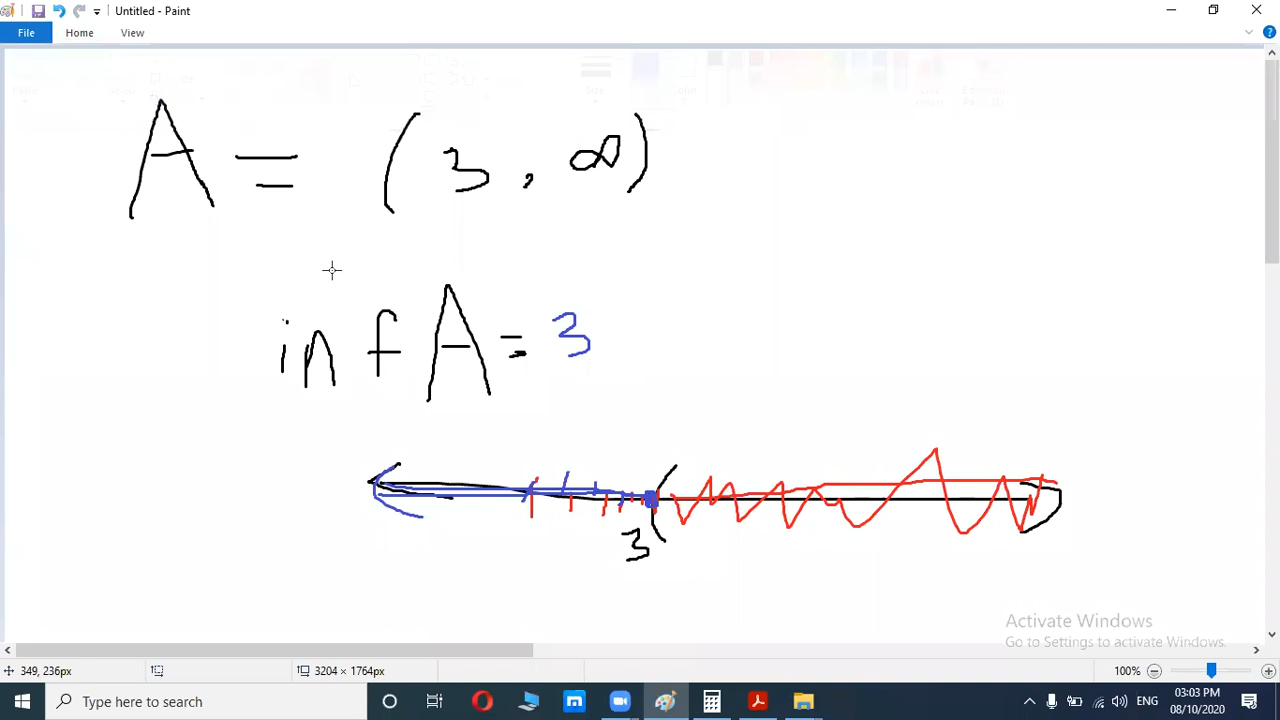 Untitled - Paint
File Home View
A = (3, ∞)
inf A = 3
3
Activate Windows
Go to Settings to activate Windows.
349, 236px
3204 × 1764px
100%
Type here to search
ENG
03:03 PM
08/10/2020